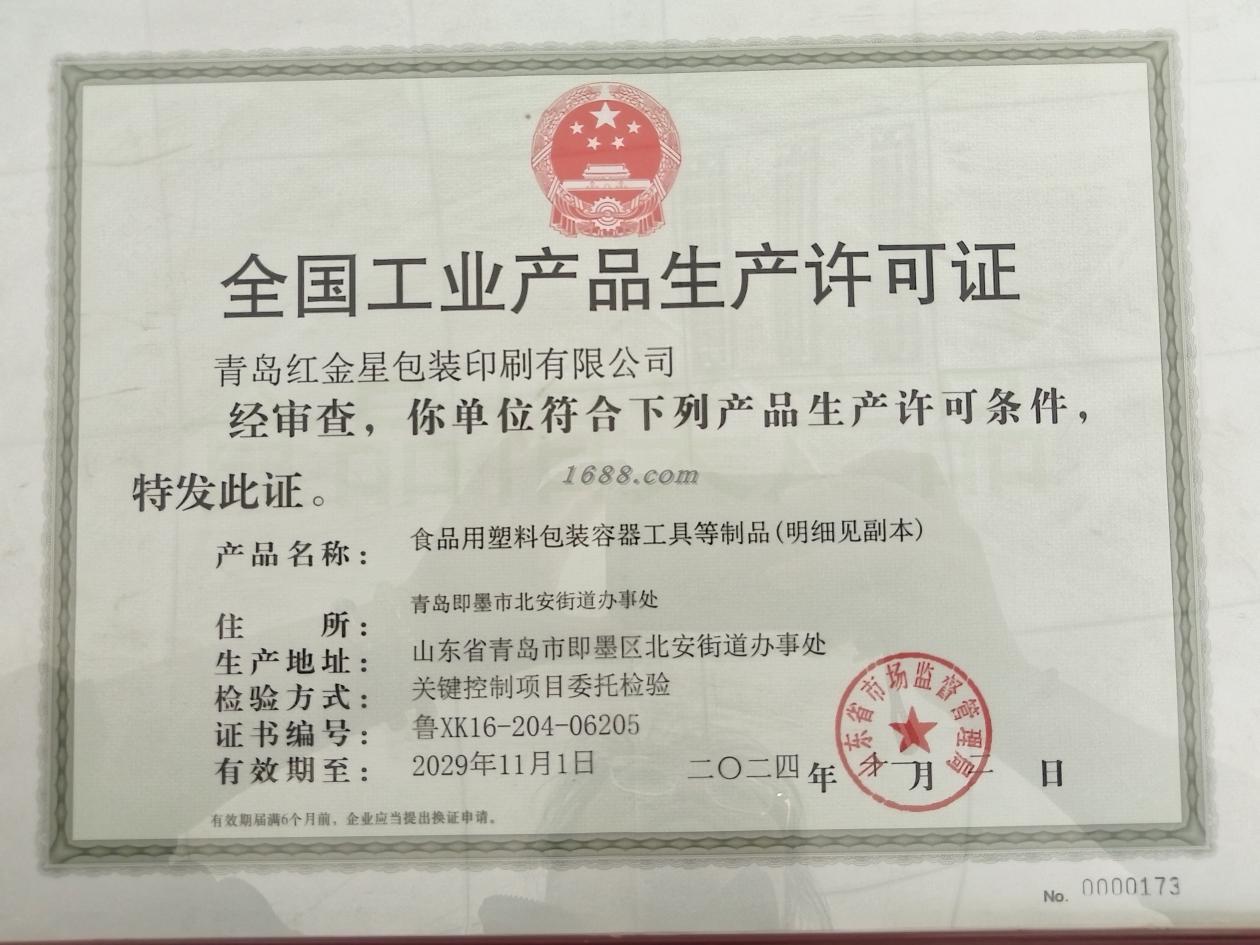 全国工业产品生产许可证
青岛红金星包装印刷有限公司
经审查，你单位符合下列产品生产许可条件，
1688.com
特发此证。
产品名称： 食品用塑料包装容器工具等制品(明细见副本)
住 所： 青岛即墨市北安街道办事处
生产地址： 山东省青岛市即墨区北安街道办事处
检验方式： 关键控制项目委托检验
证书编号： 鲁XK16-204-06205
有效期至： 2029年11月1日
二〇二四 年 十一 月 日
山东省市场监督管理局
有效期届满6个月前，企业应当提出换证申请。
No. 0000173